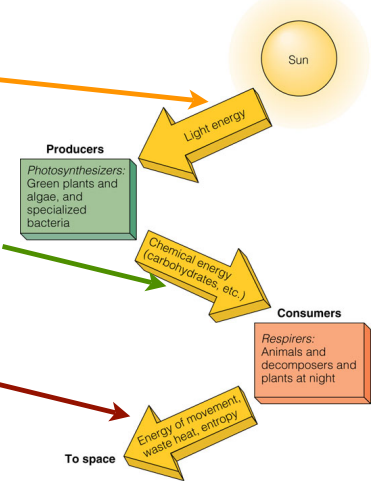 Sun
Light energy
Producers
Photosynthesizers:
Green plants and
algae, and
specialized
bacteria
Chemical energy
(carbohydrates, etc.)
Consumers
Respirers:
Animals and
decomposers and
plants at night
Energy of movement,
waste heat, entropy
To space